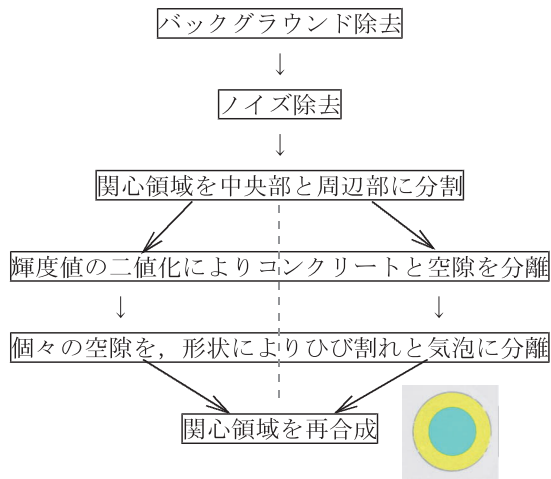 バックグラウンド除去
↓
ノイズ除去
↓
関心領域を中央部と周辺部に分割
輝度値の二値化によりコンクリートと空隙を分離
↓ ↓
個々の空隙を，形状によりひび割れと気泡に分離
関心領域を再合成